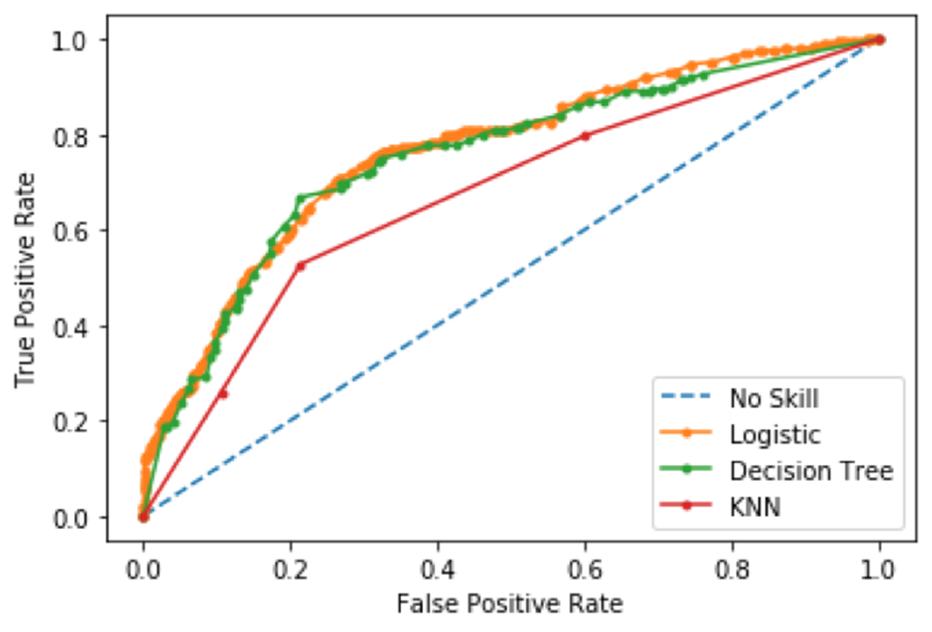 1.0
0.8
0.6
0.4
0.2
0.0
True Positive Rate
No Skill
Logistic
Decision Tree
KNN
0.0 0.2 0.4 0.6 0.8 1.0
False Positive Rate